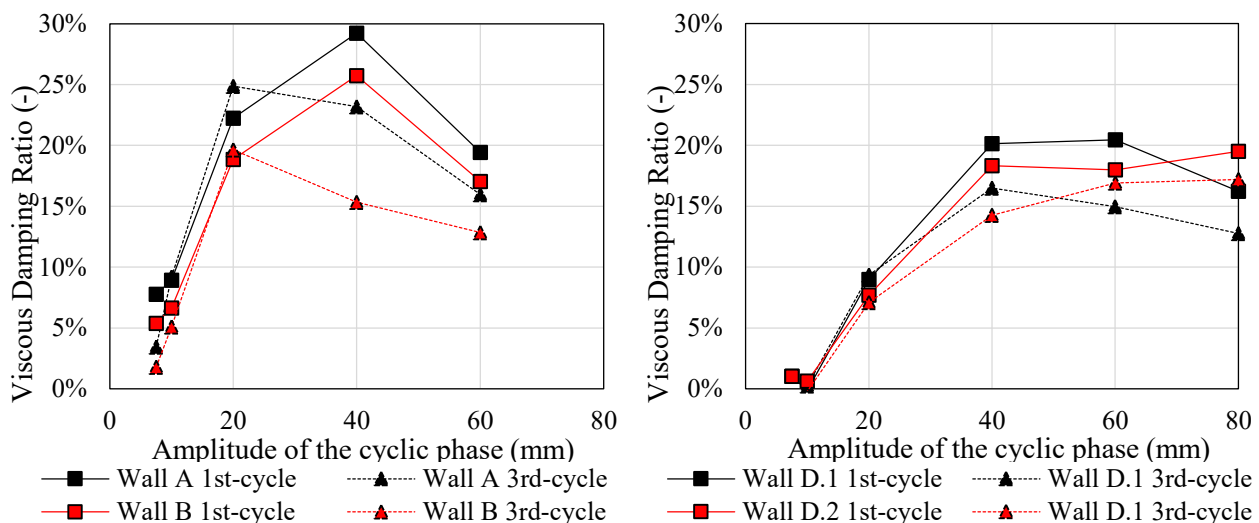 Viscous Damping Ratio (-)
30%
25%
20%
15%
10%
5%
0%
0 20 40 60 80
Amplitude of the cyclic phase (mm)
Wall A 1st-cycle Wall A 3rd-cycle
Wall B 1st-cycle Wall B 3rd-cycle
Viscous Damping Ratio (-)
30%
25%
20%
15%
10%
5%
0%
0 20 40 60 80
Amplitude of the cyclic phase (mm)
Wall D.1 1st-cycle Wall D.1 3rd-cycle
Wall D.2 1st-cycle Wall D.1 3rd-cycle